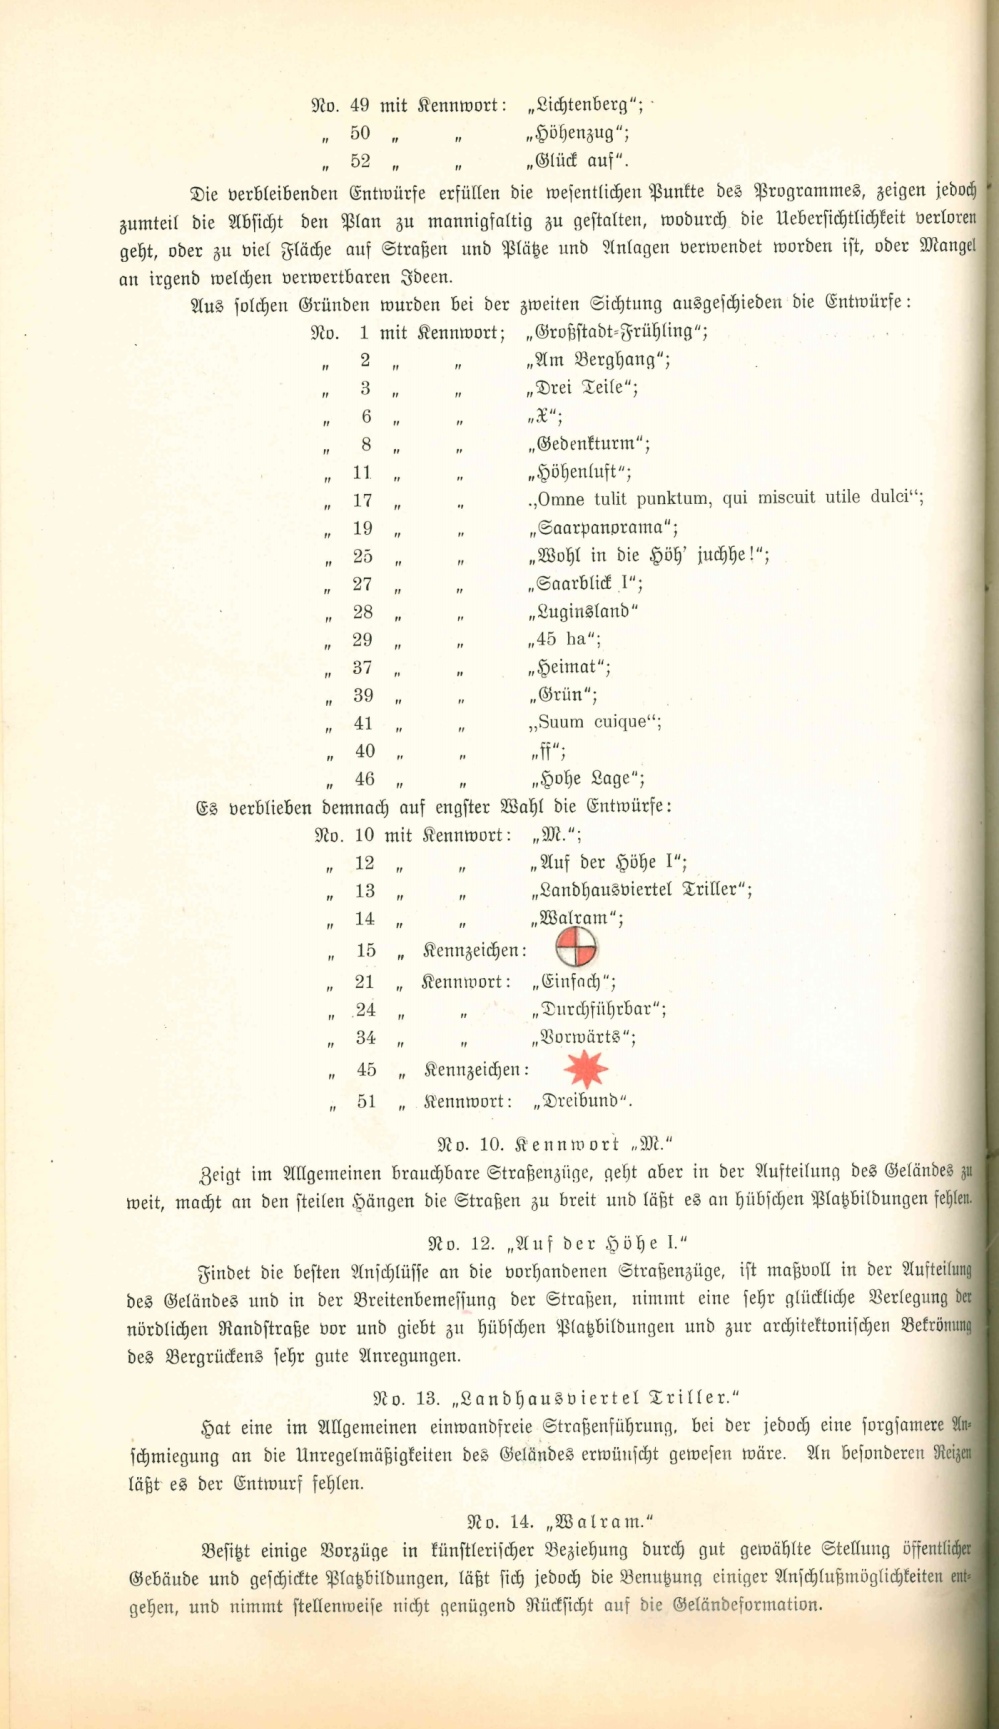 No. 49 mit Kennwort: „Lichtenberg“;
„ 50 „ „ „Höhenzug“;
„ 52 „ „ „Glück auf“.
Die verbleibenden Entwürfe erfüllen die wesentlichen Punkte des Programmes, zeigen jedoch
zumteil die Absicht den Plan zu mannigfaltig zu gestalten, wodurch die Uebersichtlichkeit verloren
geht, oder zu viel Fläche auf Straßen und Plätze und Anlagen verwendet worden ist, oder Mangel
an irgend welchen verwertbaren Ideen.
Aus solchen Gründen wurden bei der zweiten Sichtung ausgeschieden die Entwürfe:
No. 1 mit Kennwort; „Großstadt-Frühling“;
„ 2 „ „ „Am Berghang“;
„ 3 „ „ „Drei Teile“;
„ 6 „ „ „X“;
„ 8 „ „ „Gedenkturm“;
„ 11 „ „ „Höhenluft“;
„ 17 „ „ „Omne tulit punktum, qui miscuit utile dulci“;
„ 19 „ „ „Saarpanorama“;
„ 25 „ „ „Wohl in die Höh' juchhe!“;
„ 27 „ „ „Saarblick I“;
„ 28 „ „ „Luginsland“
„ 29 „ „ „45 ha“;
„ 37 „ „ „Heimat“;
„ 39 „ „ „Grün“;
„ 41 „ „ „Suum cuique“;
„ 40 „ „ „ff“;
„ 46 „ „ „Hohe Lage“;
Es verblieben demnach auf engster Wahl die Entwürfe:
No. 10 mit Kennwort: „M.“;
„ 12 „ „ „Auf der Höhe I“;
„ 13 „ „ „Landhausviertel Triller“;
„ 14 „ „ „Walram“;
„ 15 „ Kennzeichen:
„ 21 „ Kennwort: „Einfach“;
„ 24 „ „ „Durchführbar“;
„ 34 „ „ „Vorwärts“;
„ 45 „ Kennzeichen:
„ 51 „ Kennwort: „Dreibund“.
No. 10. Kennwort „M.“
Zeigt im Allgemeinen brauchbare Straßenzüge, geht aber in der Aufteilung des Geländes zu
weit, macht an den steilen Hängen die Straßen zu breit und läßt es an hübschen Platzbildungen fehlen.
No. 12. „Auf der Höhe I.“
Findet die besten Anschlüsse an die vorhandenen Straßenzüge, ist maßvoll in der Aufteilung
des Geländes und in der Breitenbemessung der Straßen, nimmt eine sehr glückliche Verlegung der
nördlichen Randstraße vor und giebt zu hübschen Platzbildungen und zur architektonischen Bekrönung
des Bergrückens sehr gute Anregungen.
No. 13. „Landhausviertel Triller.“
Hat eine im Allgemeinen einwandfreie Straßenführung, bei der jedoch eine sorgsamere An-
schmiegung an die Unregelmäßigkeiten des Geländes erwünscht gewesen wäre. An besonderen Reizen
läßt es der Entwurf fehlen.
No. 14. „Walram.“
Besitzt einige Vorzüge in künstlerischer Beziehung durch gut gewählte Stellung öffentlicher
Gebäude und geschickte Platzbildungen, läßt sich jedoch die Benutzung einiger Anschlußmöglichkeiten ent-
gehen, und nimmt stellenweise nicht genügend Rücksicht auf die Geländeformation.